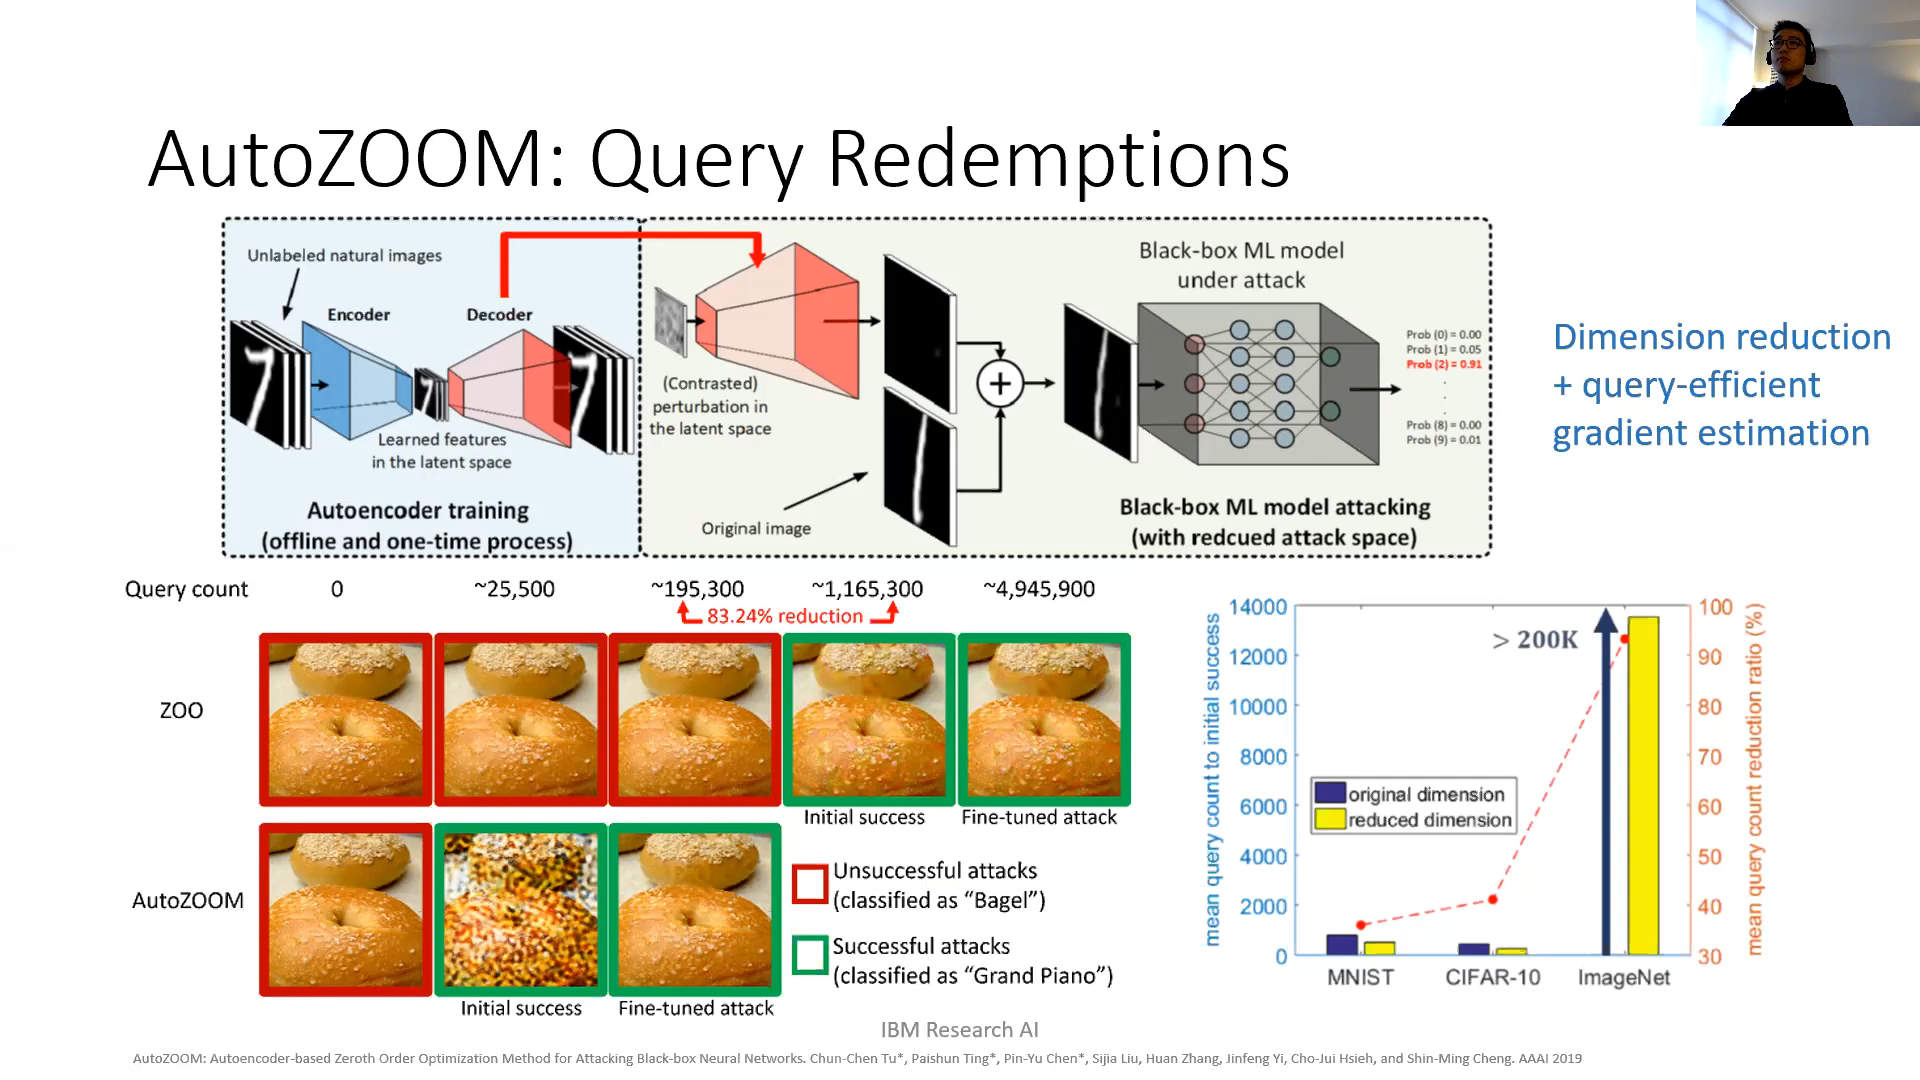 AutoZOOM: Query Redemptions
Unlabeled natural images
Encoder
Decoder
Learned features
in the latent space
Autoencoder training
(offline and one-time process)
(Contrasted)
perturbation in
the latent space
Original image
Black-box ML model
under attack
Prob (0) = 0.00
Prob (1) = 0.05
Prob (2) = 0.91
.
.
.
Prob (8) = 0.00
Prob (9) = 0.01
Black-box ML model attacking
(with redcued attack space)
Dimension reduction
+ query-efficient
gradient estimation
Query count 0 ~25,500 ~195,300 ~1,165,300 ~4,945,900
83.24% reduction
ZOO
Initial success Fine-tuned attack
AutoZOOM
Initial success Fine-tuned attack
Unsuccessful attacks
(classified as “Bagel”)
Successful attacks
(classified as “Grand Piano”)
mean query count to initial success
14000
12000
10000
8000
6000
4000
2000
0
> 200K
original dimension
reduced dimension
MNIST CIFAR-10 ImageNet
100
90
80
70
60
50
40
30
mean query count reduction ratio (%)
IBM Research AI
AutoZOOM: Autoencoder-based Zeroth Order Optimization Method for Attacking Black-box Neural Networks. Chun-Chen Tu*, Paishun Ting*, Pin-Yu Chen*, Sijia Liu, Huan Zhang, Jinfeng Yi, Cho-Jui Hsieh, and Shin-Ming Cheng. AAAI 2019